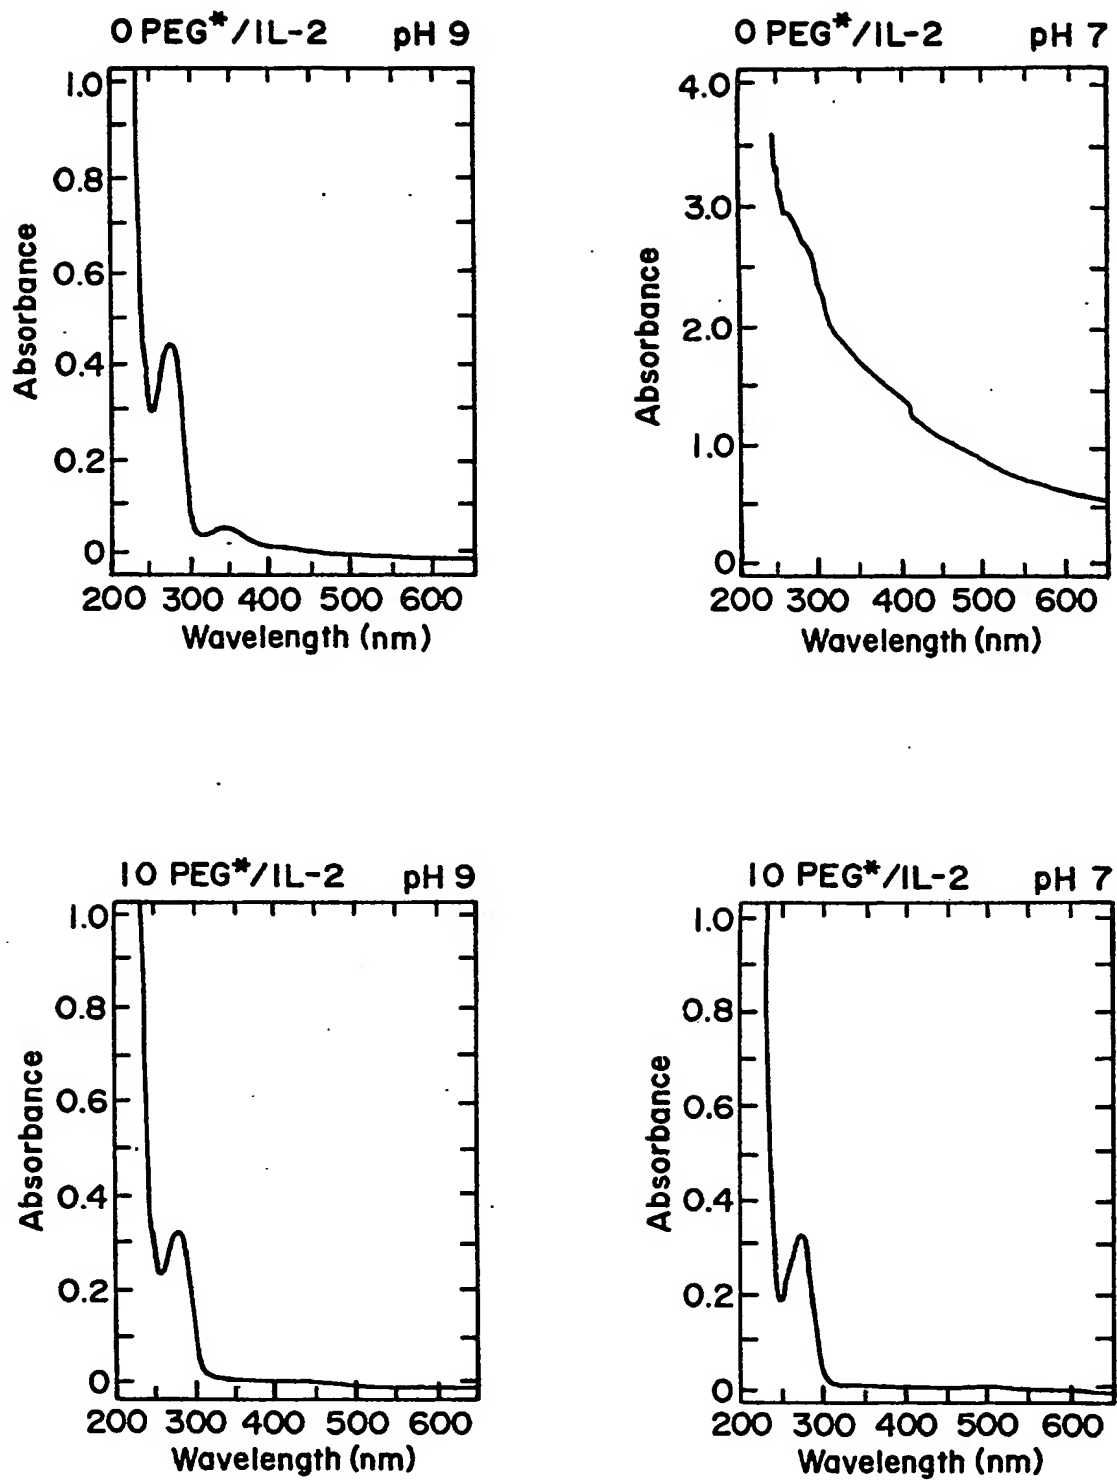 0 PEG*/IL-2 pH 9
1.0
0.8
0.6
0.4
0.2
0
Absorbance
200 300 400 500 600
Wavelength (nm)
0 PEG*/IL-2 pH 7
4.0
3.0
2.0
1.0
0
Absorbance
200 300 400 500 600
Wavelength (nm)
10 PEG*/IL-2 pH 9
1.0
0.8
0.6
0.4
0.2
0
Absorbance
200 300 400 500 600
Wavelength (nm)
10 PEG*/IL-2 pH 7
1.0
0.8
0.6
0.4
0.2
0
Absorbance
200 300 400 500 600
Wavelength (nm)